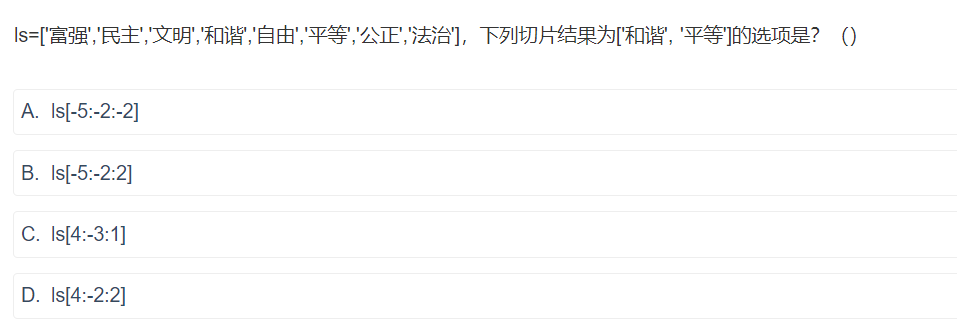 ls=['富强','民主','文明','和谐','自由','平等','公正','法治']，下列切片结果为['和谐', '平等']的选项是？ （）
A. ls[-5:-2:-2]
B. ls[-5:-2:2]
C. ls[4:-3:1]
D. ls[4:-2:2]